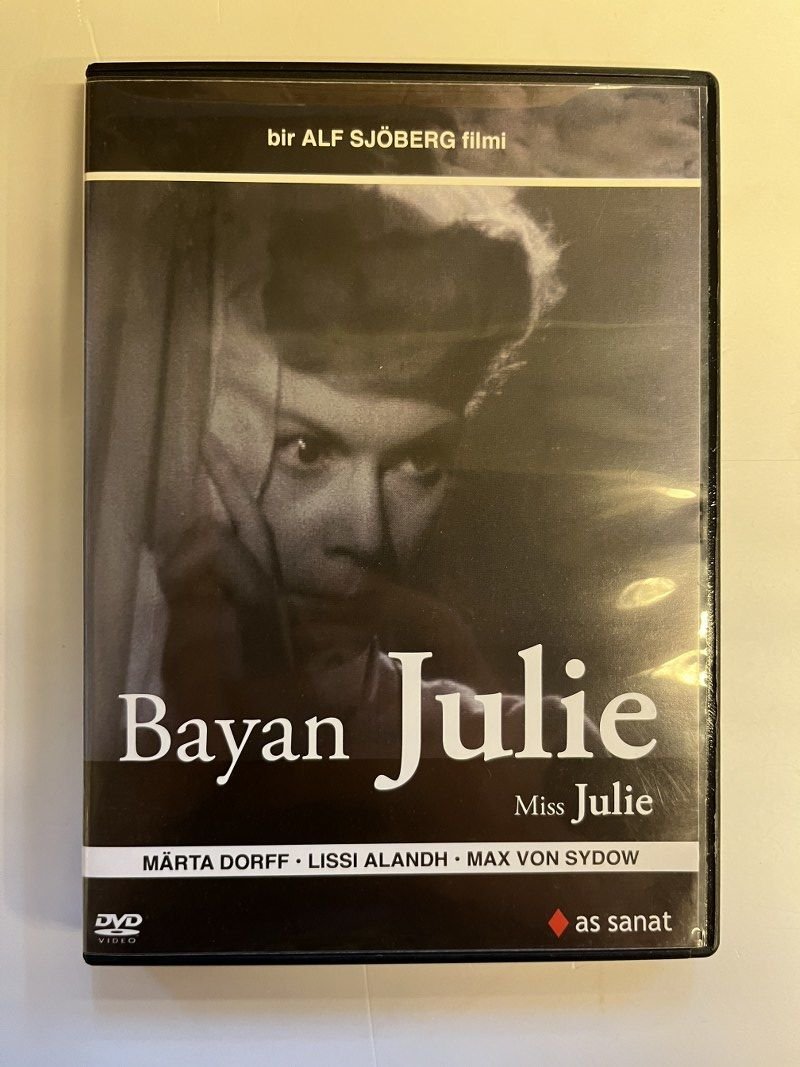 bir ALF SJÖBERG filmi
Bayan Julie
Miss Julie
MÄRTA DORFF • LISSI ALANDH • MAX VON SYDOW
DVD
VIDEO
as sanat